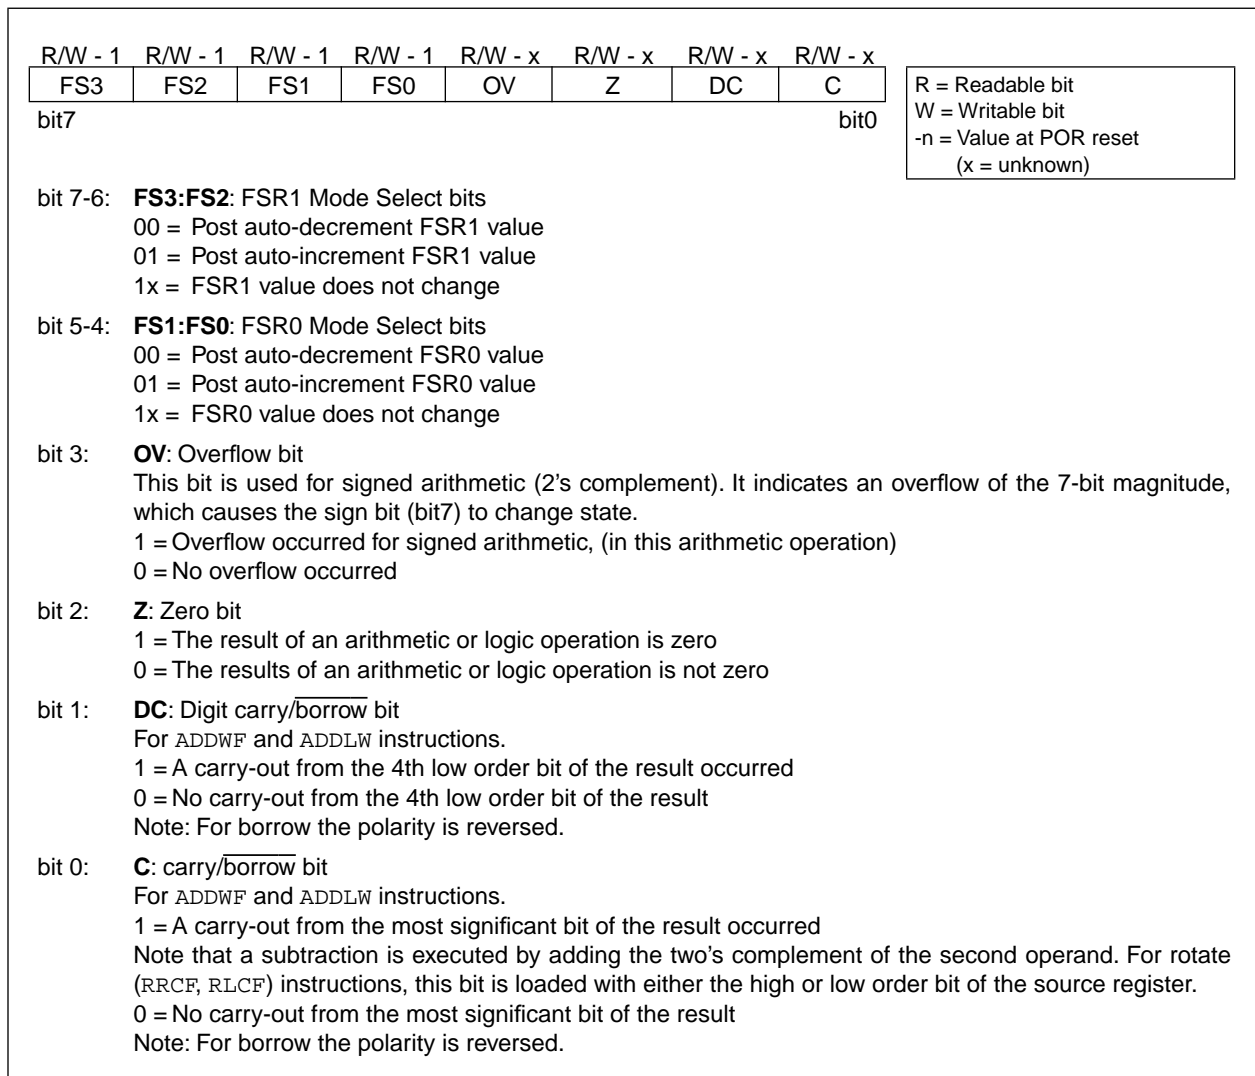 R/W - 1 R/W - 1 R/W - 1 R/W - 1 R/W - x R/W - x R/W - x R/W - x
FS3 FS2 FS1 FS0 OV Z DC C
bit7 bit0
R = Readable bit
W = Writable bit
-n = Value at POR reset
(x = unknown)
bit 7-6: FS3:FS2: FSR1 Mode Select bits
00 = Post auto-decrement FSR1 value
01 = Post auto-increment FSR1 value
1x = FSR1 value does not change
bit 5-4: FS1:FS0: FSR0 Mode Select bits
00 = Post auto-decrement FSR0 value
01 = Post auto-increment FSR0 value
1x = FSR0 value does not change
bit 3: OV: Overflow bit
This bit is used for signed arithmetic (2's complement). It indicates an overflow of the 7-bit magnitude,
which causes the sign bit (bit7) to change state.
1 = Overflow occurred for signed arithmetic, (in this arithmetic operation)
0 = No overflow occurred
bit 2: Z: Zero bit
1 = The result of an arithmetic or logic operation is zero
0 = The results of an arithmetic or logic operation is not zero
bit 1: DC: Digit carry/borrow bit
For ADDWF and ADDLW instructions.
1 = A carry-out from the 4th low order bit of the result occurred
0 = No carry-out from the 4th low order bit of the result
Note: For borrow the polarity is reversed.
bit 0: C: carry/borrow bit
For ADDWF and ADDLW instructions.
1 = A carry-out from the most significant bit of the result occurred
Note that a subtraction is executed by adding the two's complement of the second operand. For rotate
(RRCF, RLCF) instructions, this bit is loaded with either the high or low order bit of the source register.
0 = No carry-out from the most significant bit of the result
Note: For borrow the polarity is reversed.